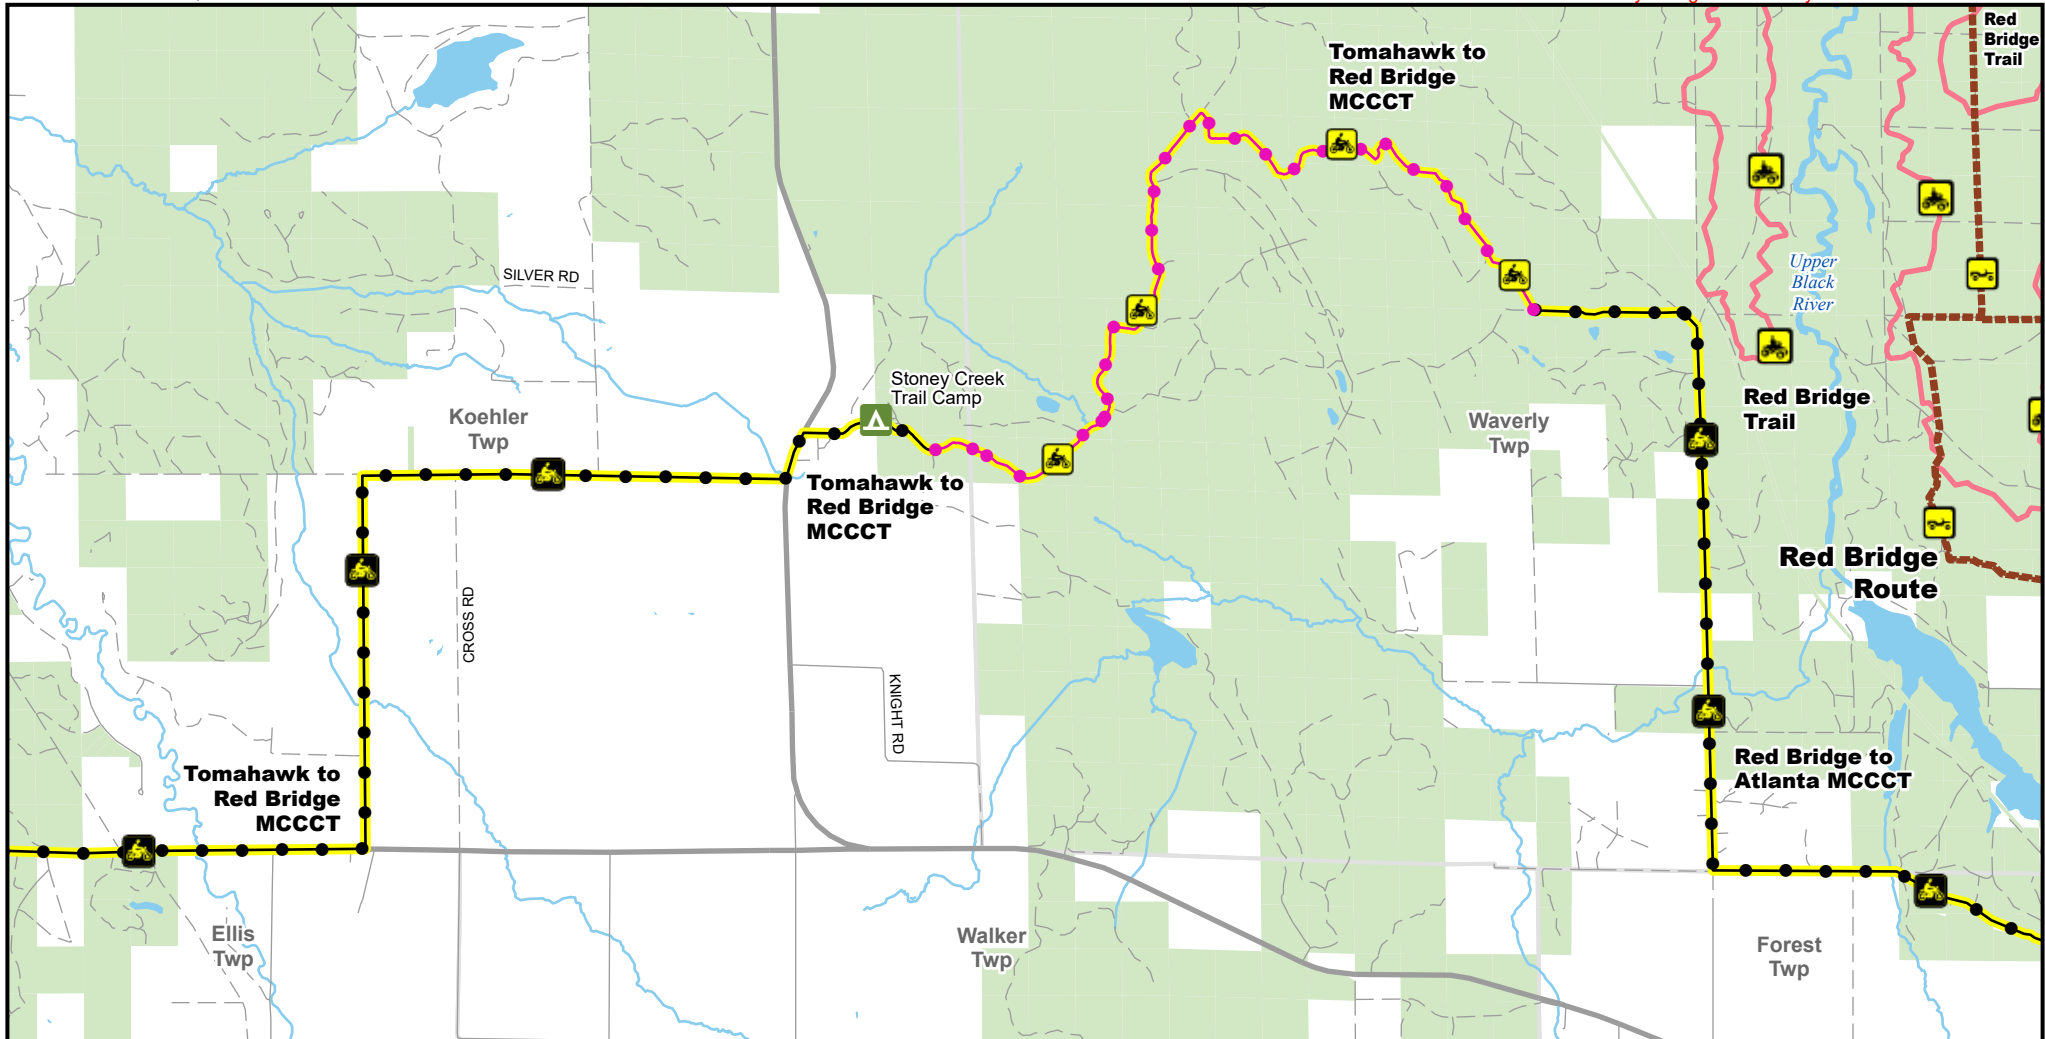 Red
Bridge
Trail
Tomahawk to
Red Bridge
MCCCT
SILVER RD
Upper
Black
River
Stoney Creek
Trail Camp
Koehler
Twp
Red Bridge
Trail
Waverly
Twp
Tomahawk to
Red Bridge
MCCCT
Red Bridge
Route
CROSS RD
KNIGHT RD
Tomahawk to
Red Bridge
MCCCT
Red Bridge to
Atlanta MCCCT
Ellis
Twp
Walker
Twp
Forest
Twp